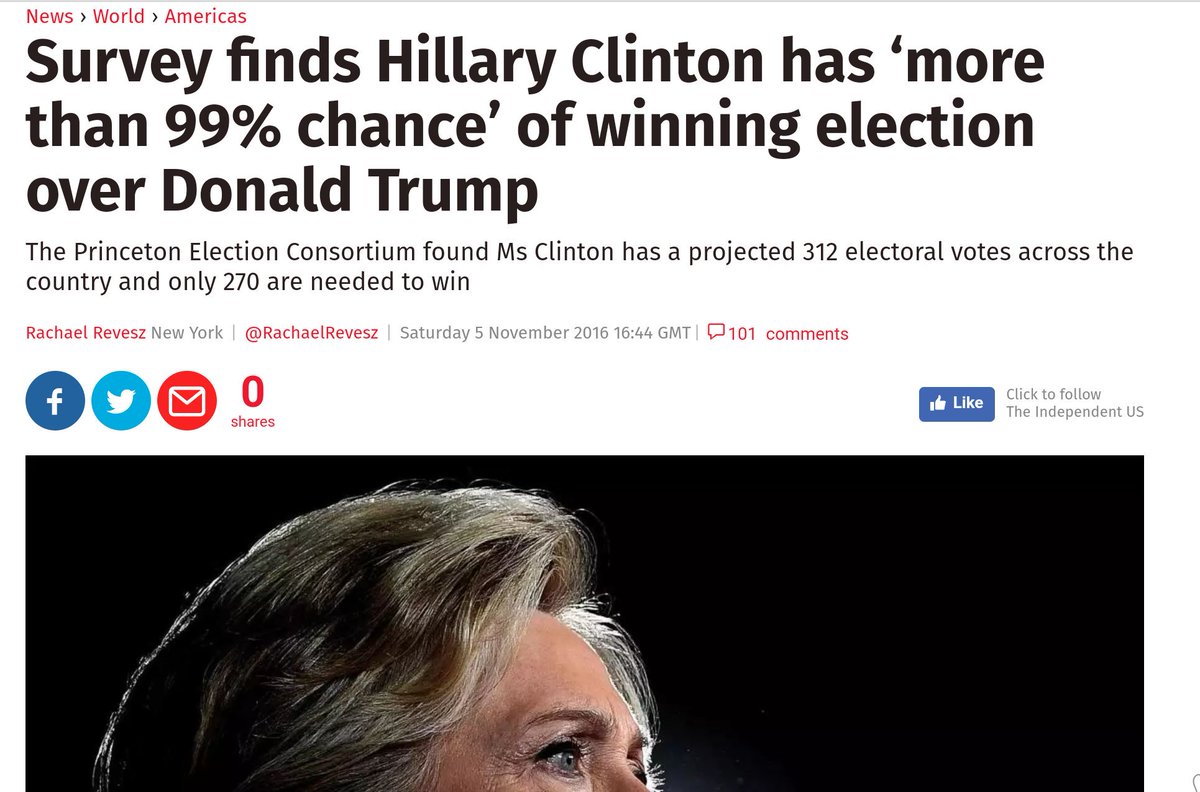 News › World › Americas
Survey finds Hillary Clinton has ‘more
than 99% chance’ of winning election
over Donald Trump
The Princeton Election Consortium found Ms Clinton has a projected 312 electoral votes across the
country and only 270 are needed to win
Rachael Revesz New York | @RachaelRevesz | Saturday 5 November 2016 16:44 GMT | 101 comments
f
0
shares
Like
Click to follow
The Independent US